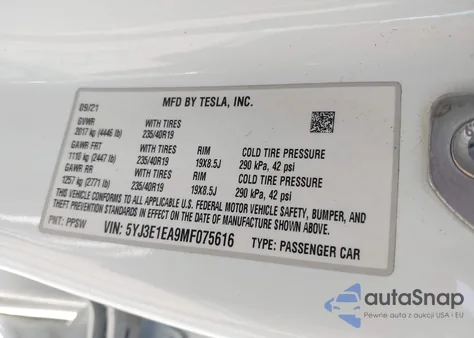 MFD BY TESLA, INC.
09/21
GVWR WITH TIRES
2017 kg (4446 lb) 235/40R19
GAWR FRT WITH TIRES RIM COLD TIRE PRESSURE
1110 kg (2447 lb) 235/40R19 19X8.5J 290 kPa, 42 psi
GAWR RR WITH TIRES RIM COLD TIRE PRESSURE
1257 kg (2771 lb) 235/40R19 19X8.5J 290 kPa, 42 psi
THIS VEHICLE CONFORMS TO ALL APPLICABLE U.S. FEDERAL MOTOR VEHICLE SAFETY, BUMPER, AND
THEFT PREVENTION STANDARDS IN EFFECT ON THE DATE OF MANUFACTURE SHOWN ABOVE.
PNT: PPSW VIN: 5YJ3E1EA9MF075616 TYPE: PASSENGER CAR
autoSnap
Pewne auta z aukcji USA i EU